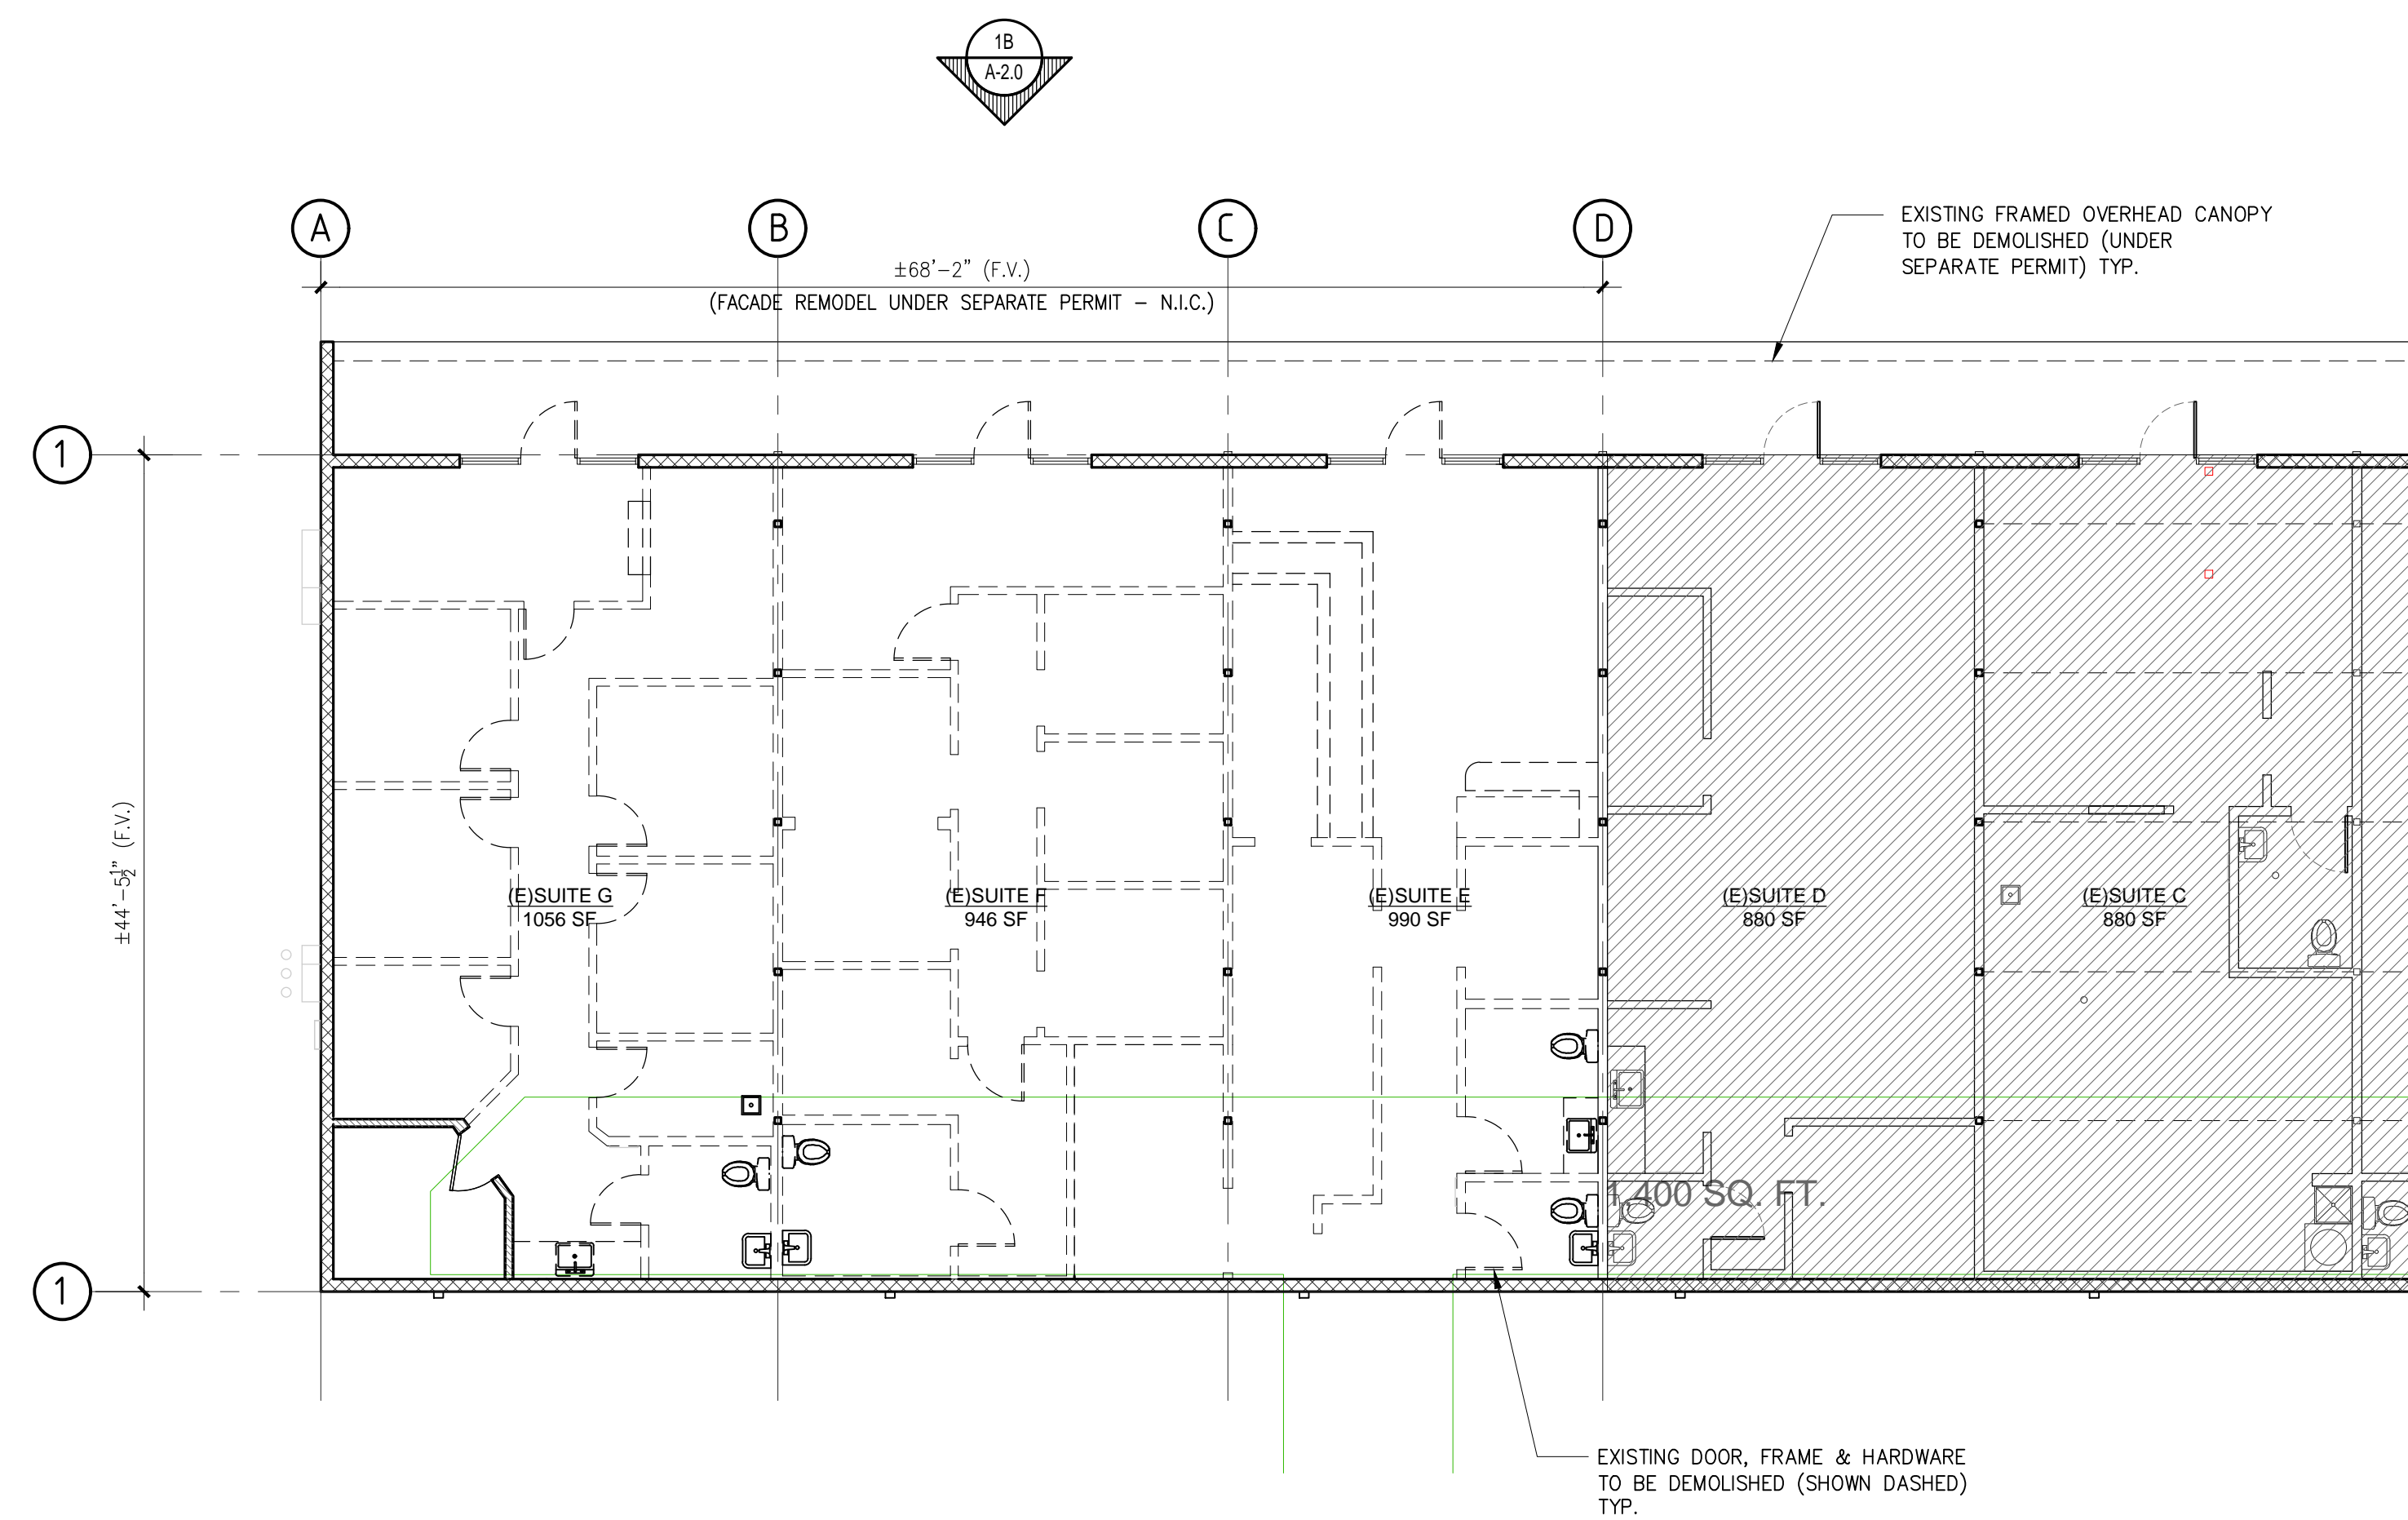 1B
A-2.0
A
B
C
D
EXISTING FRAMED OVERHEAD CANOPY
TO BE DEMOLISHED (UNDER
SEPARATE PERMIT) TYP.
±68'-2" (F.V.)
(FACADE REMODEL UNDER SEPARATE PERMIT - N.I.C.)
1
±44'-5½" (F.V.)
(E)SUITE G
1056 SF
(E)SUITE F
946 SF
(E)SUITE E
990 SF
(E)SUITE D
880 SF
(E)SUITE C
880 SF
1,400 SQ. FT.
1
EXISTING DOOR, FRAME & HARDWARE
TO BE DEMOLISHED (SHOWN DASHED)
TYP.